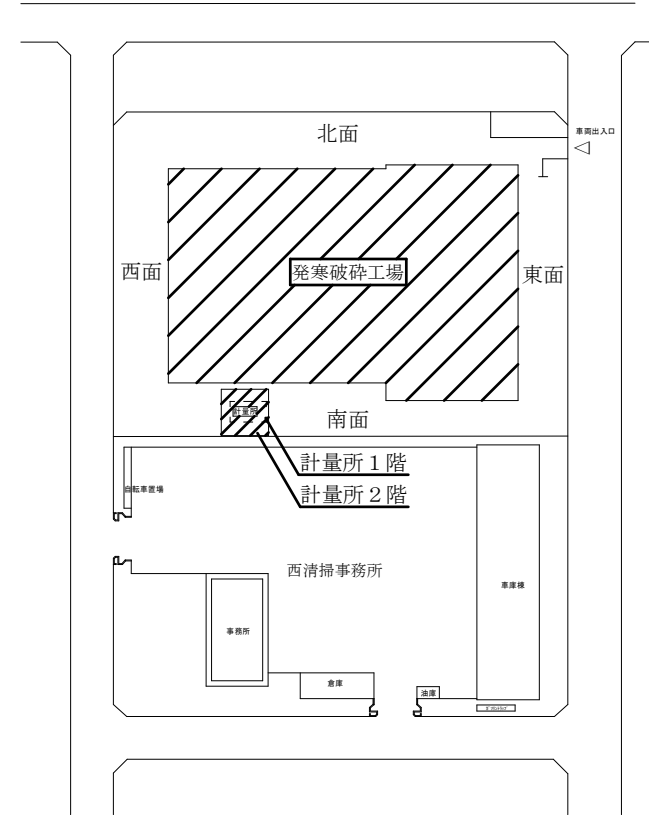 北面
車両出入口
西面
発寒破砕工場
東面
計量所
南面
計量所１階
計量所２階
自転車置場
西清掃事務所
車庫棟
事務所
倉庫
油庫